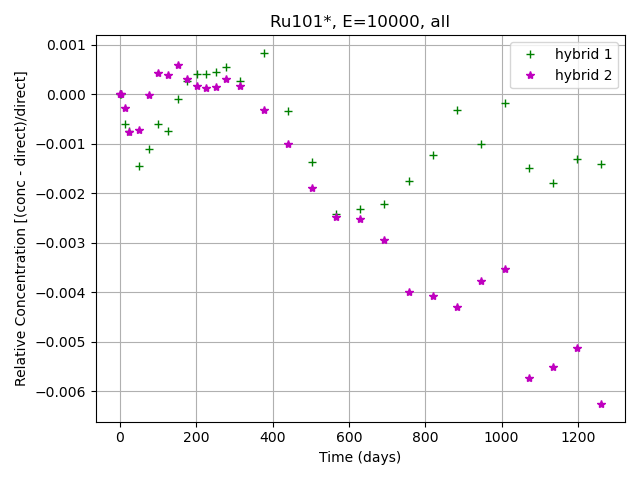 Ru101*, E=10000, all
hybrid 1
hybrid 2
Relative Concentration [(conc - direct)/direct]
0.001
0.000
−0.001
−0.002
−0.003
−0.004
−0.005
−0.006
0 200 400 600 800 1000 1200
Time (days)